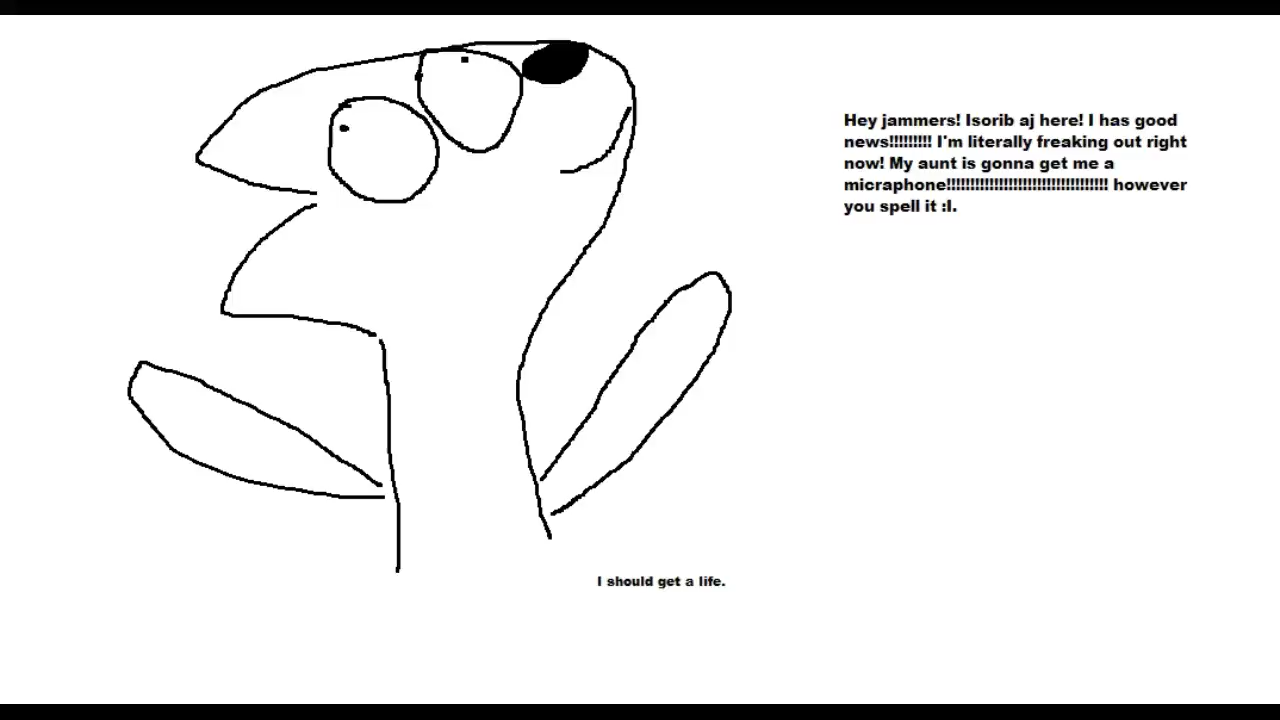 Hey jammers! Isorib aj here! I has good
news!!!!!!!!! I'm literally freaking out right
now! My aunt is gonna get me a
micraphone!!!!!!!!!!!!!!!!!!!!!!!!!!!!!!!!!! however
you spell it :I.
I should get a life.